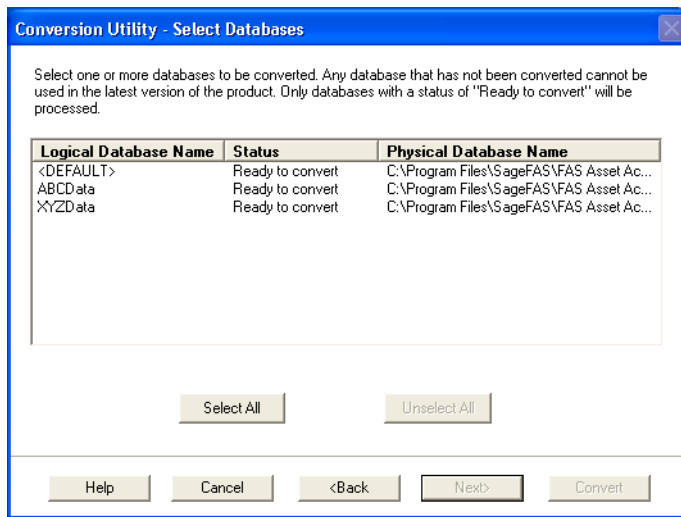 Conversion Utility - Select Databases
Select one or more databases to be converted. Any database that has not been converted cannot be
used in the latest version of the product. Only databases with a status of "Ready to convert" will be
processed.
Logical Database Name Status Physical Database Name
<DEFAULT> Ready to convert C:\Program Files\SageFAS\FAS Asset Ac...
ABCData Ready to convert C:\Program Files\SageFAS\FAS Asset Ac...
XYZData Ready to convert C:\Program Files\SageFAS\FAS Asset Ac...
Select All Unselect All
Help Cancel <Back Next> Convert